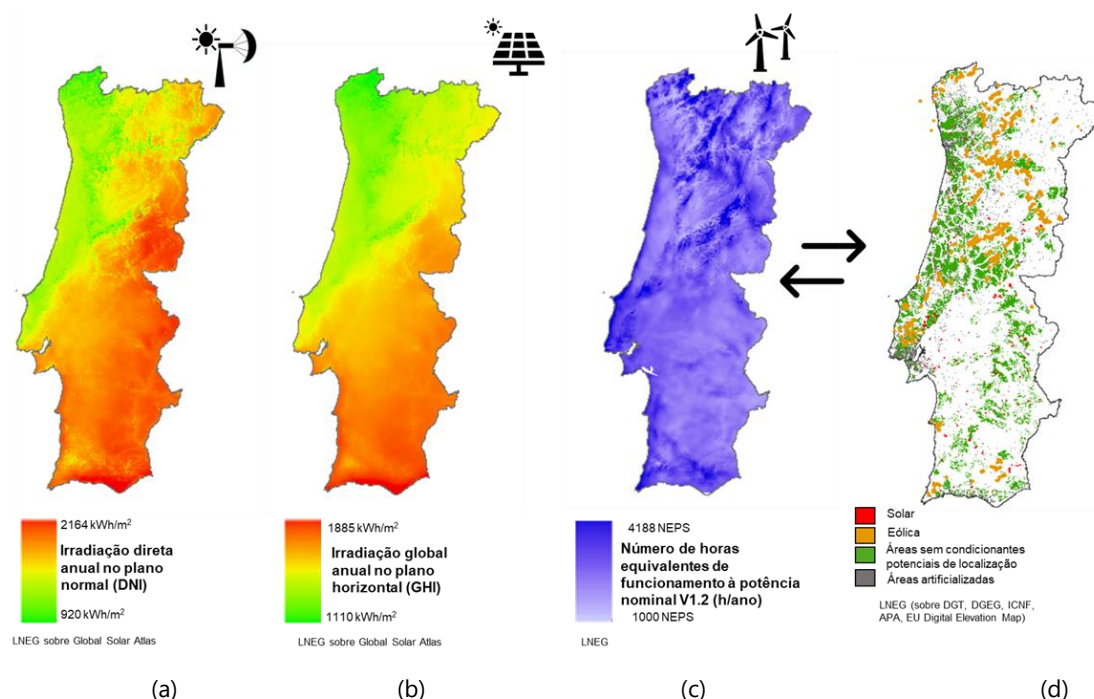 2164 kWh/m²
Irradiação direta
anual no plano
normal (DNI)
920 kWh/m²
LNEG sobre Global Solar Atlas
1885 kWh/m²
Irradiação global
anual no plano
horizontal (GHI)
1110 kWh/m²
LNEG sobre Global Solar Atlas
4188 NEPS
Número de horas
equivalentes de
funcionamento à potência
nominal V1.2 (h/ano)
1000 NEPS
LNEG
Solar
Eólica
Áreas sem condicionantes
potenciais de localização
Áreas artificializadas
LNEG (sobre DGT, DGEG, ICNF,
APA, EU Digital Elevation Map)
(a)
(b)
(c)
(d)